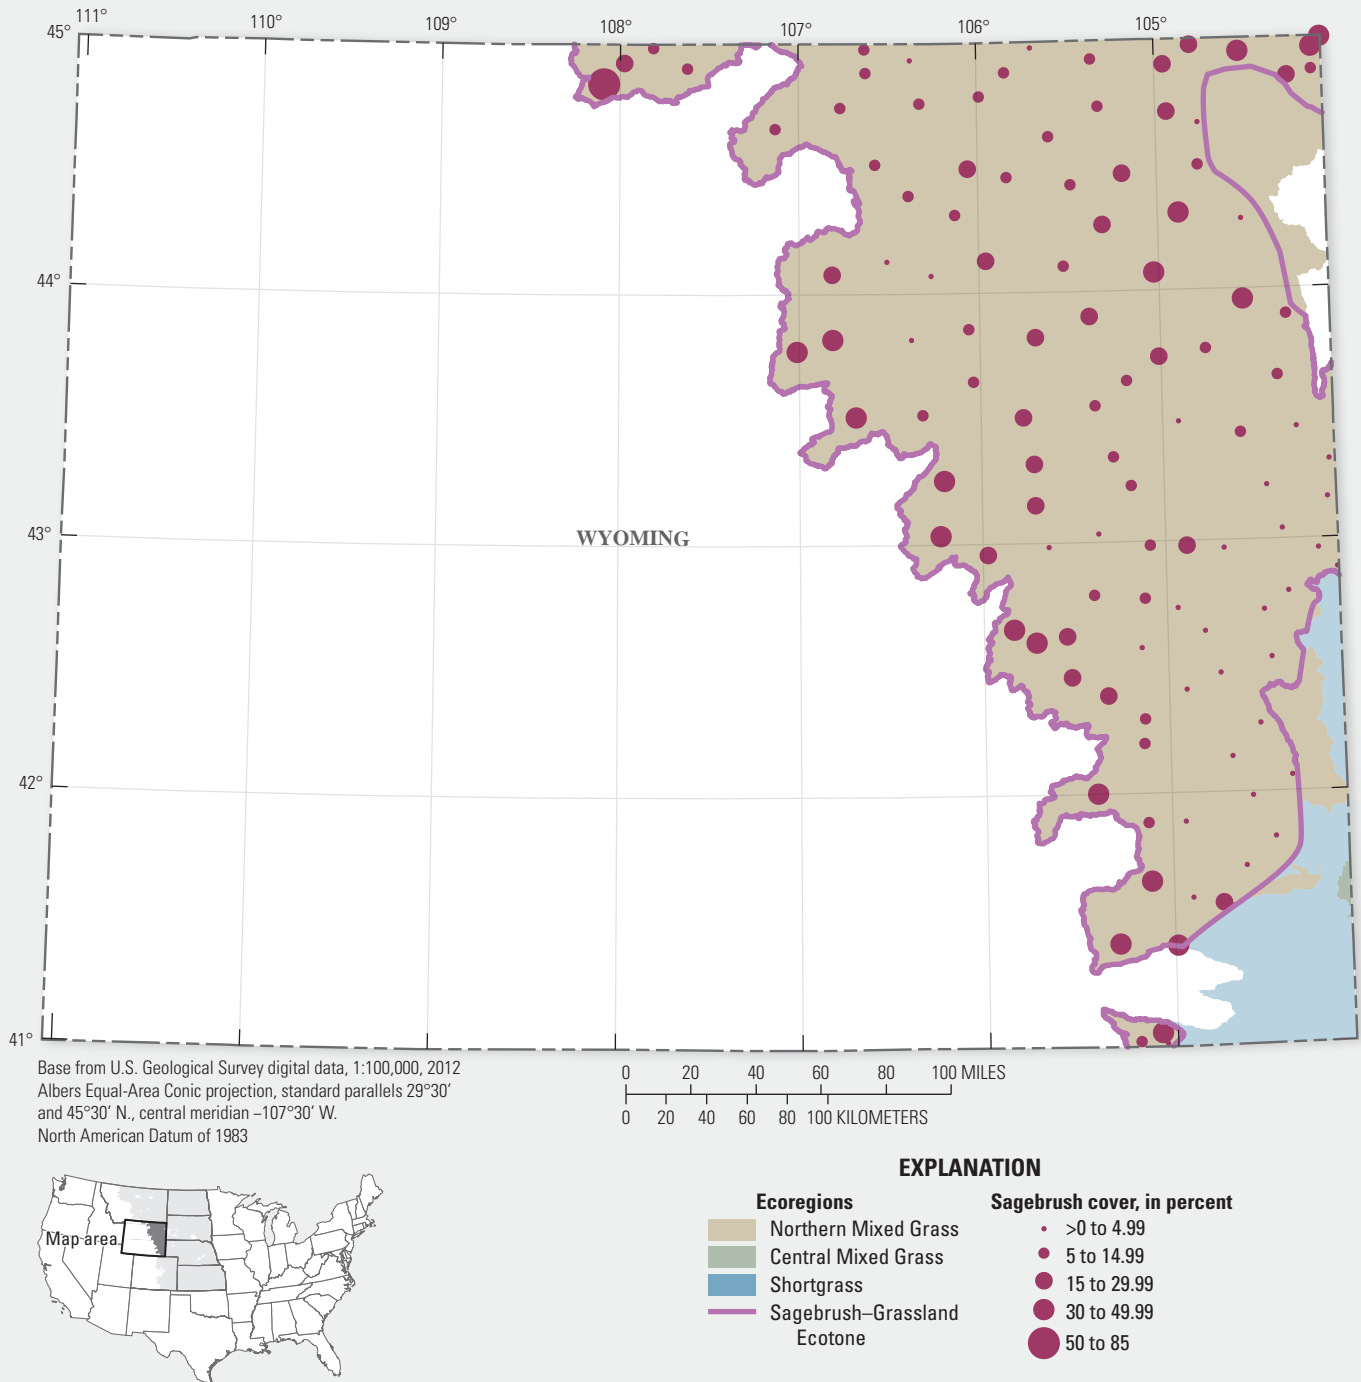 111°
110°
109°
108°
107°
106°
105°
45°
44°
43°
WYOMING
42°
41°
Base from U.S. Geological Survey digital data, 1:100,000, 2012
Albers Equal-Area Conic projection, standard parallels 29°30′
and 45°30′ N., central meridian –107°30′ W.
North American Datum of 1983
0 20 40 60 80 100 MILES
0 20 40 60 80 100 KILOMETERS
Map area
EXPLANATION
Ecoregions
Northern Mixed Grass
Central Mixed Grass
Shortgrass
Sagebrush–Grassland
Ecotone
Sagebrush cover, in percent
>0 to 4.99
5 to 14.99
15 to 29.99
30 to 49.99
50 to 85